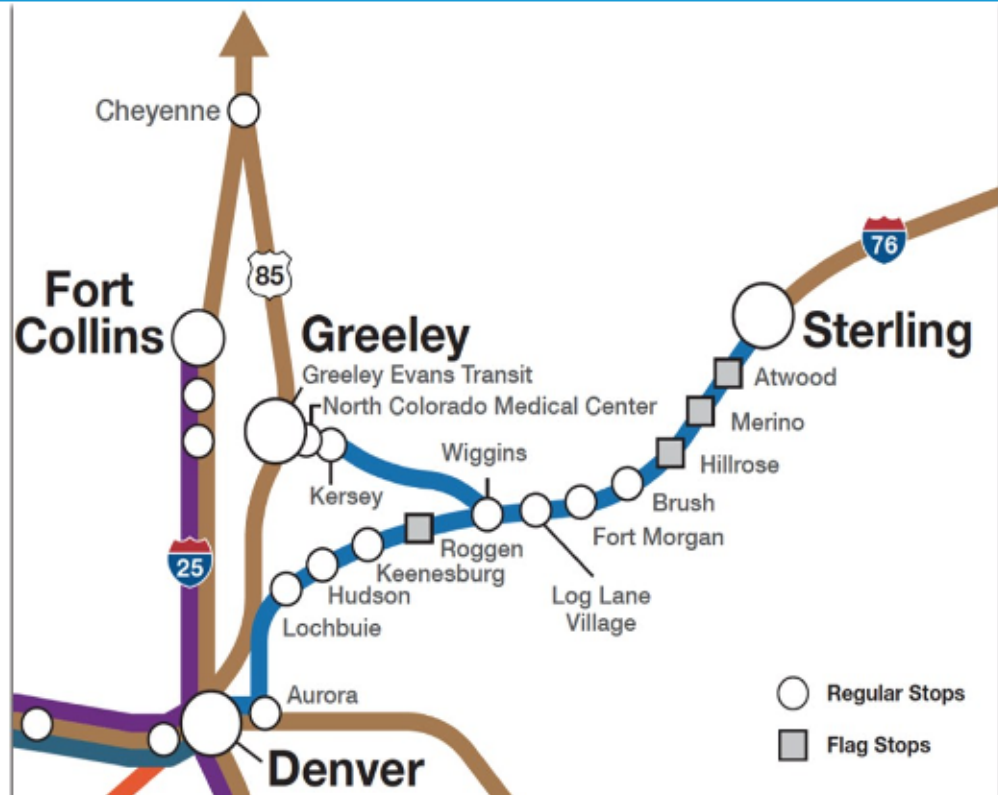 Cheyenne
85
76
Fort
Collins
Greeley
Sterling
Greeley Evans Transit
Atwood
North Colorado Medical Center
Merino
Wiggins
Hillrose
Kersey
Brush
Fort Morgan
Roggen
25
Keenesburg
Hudson
Log Lane
Village
Lochbuie
Aurora
Regular Stops
Flag Stops
Denver